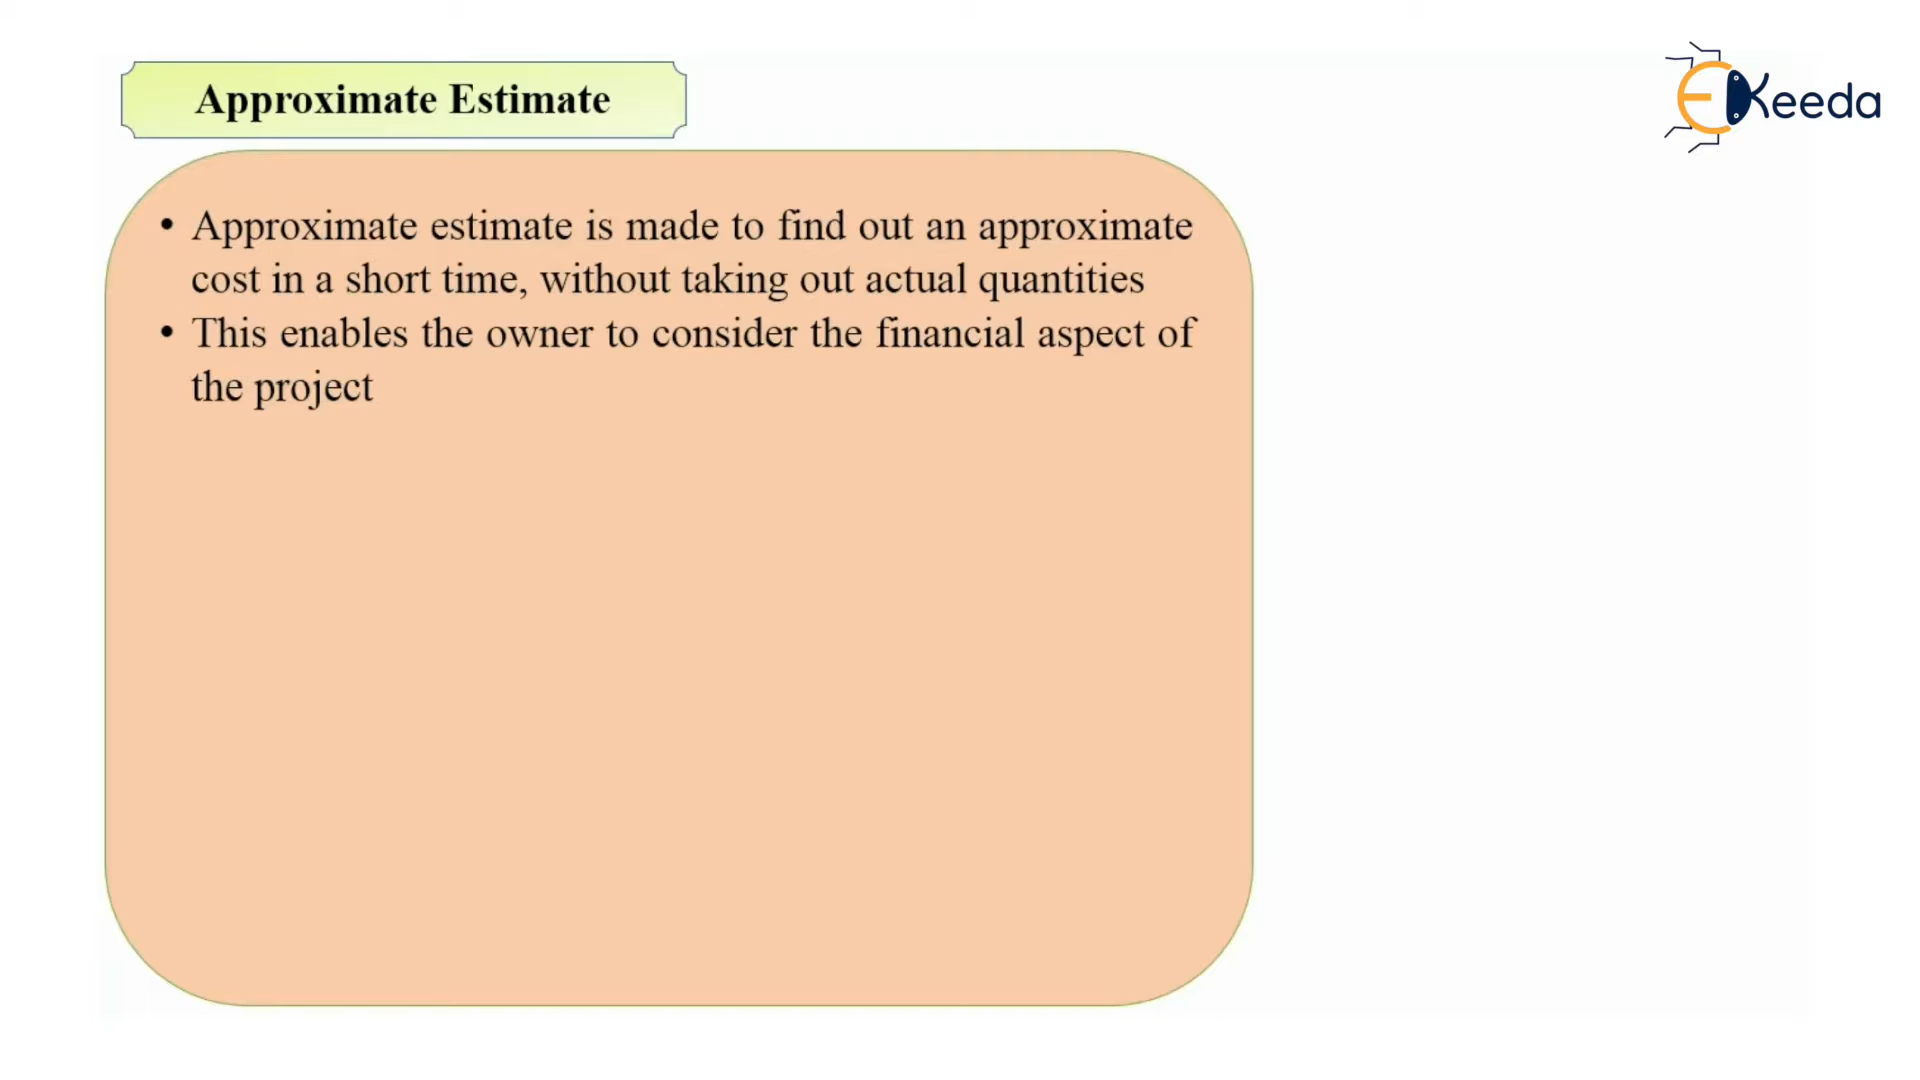 Approximate Estimate
EKeeda
• Approximate estimate is made to find out an approximate
cost in a short time, without taking out actual quantities
• This enables the owner to consider the financial aspect of
the project